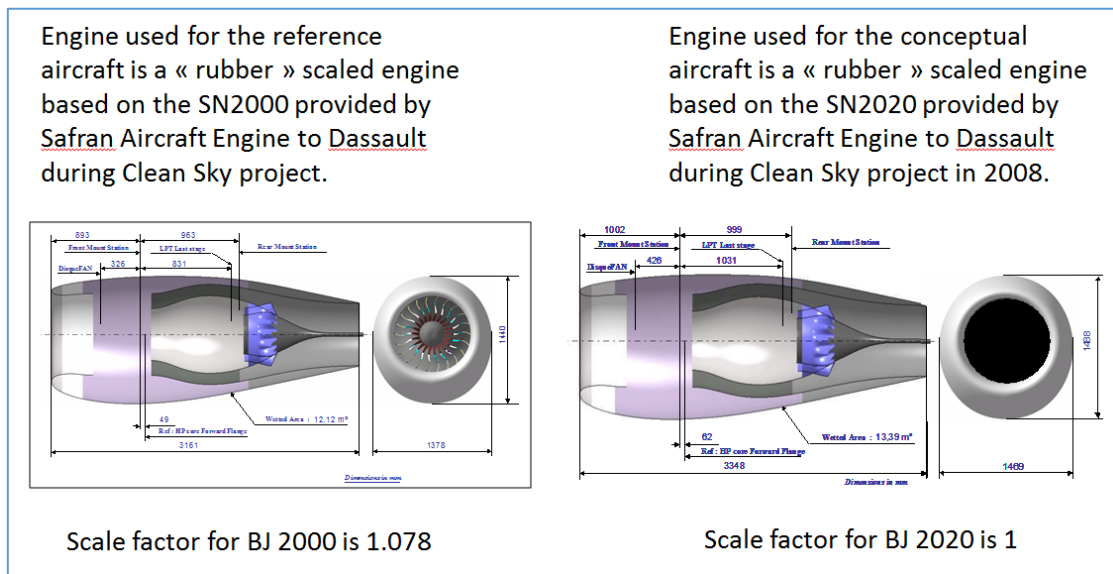 Engine used for the reference
aircraft is a « rubber » scaled engine
based on the SN2000 provided by
Safran Aircraft Engine to Dassault
during Clean Sky project.
893
963
Front Mount Station
LPT Last stage
Rear Mount Station
DisqueFAN
326
831
1440
49
Wetted Area : 12,12 m²
Ref : HP core Forward Flange
3161
1378
Dimensions in mm
Scale factor for BJ 2000 is 1.078
Engine used for the conceptual
aircraft is a « rubber » scaled engine
based on the SN2020 provided by
Safran Aircraft Engine to Dassault
during Clean Sky project in 2008.
1002
999
Front Mount Station
LPT Last stage
Rear Mount Station
DisqueFAN
426
1031
1488
62
Wetted Area : 13,39 m²
Ref : HP core Forward Flange
3348
1469
Dimensions in mm
Scale factor for BJ 2020 is 1